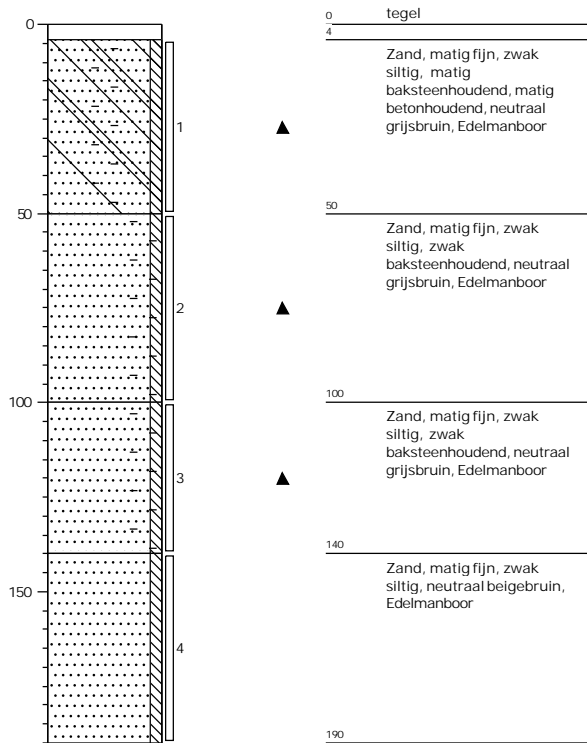 0
0
tegel
4
Zand, matig fijn, zwak
siltig, matig
baksteenhoudend, matig
betonhoudend, neutraal
grijsbruin, Edelmanboor
1
50
50
Zand, matig fijn, zwak
siltig, zwak
baksteenhoudend, neutraal
grijsbruin, Edelmanboor
2
100
100
Zand, matig fijn, zwak
siltig, zwak
baksteenhoudend, neutraal
grijsbruin, Edelmanboor
3
140
Zand, matig fijn, zwak
siltig, neutraal beigebruin,
Edelmanboor
150
4
190